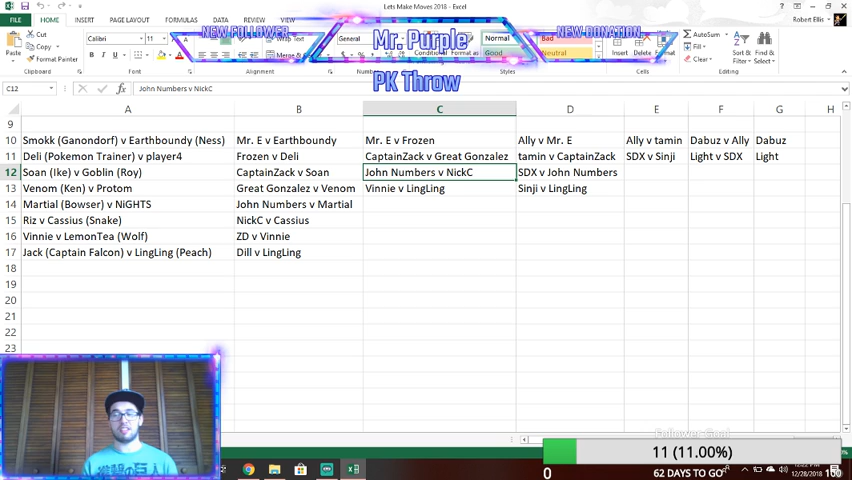 Lets Make Moves 2018 - Excel
FILE HOME INSERT PAGE LAYOUT FORMULAS DATA REVIEW
Robert Ellis
NEW FOLLOWER
Mr. Purple
NEW DONATION
PK Throw
Cut
Copy
Format Painter
Paste
Clipboard
Calibri 11
B I U
Font
Wrap Text
Alignment
General
Normal Bad
Good Neutral
Styles
Insert Delete Format
Cells
AutoSum
Fill
Clear
Sort & Find &
Editing
C12 John Numbers v NickC
A B C D E F G H
9
10 Smokk (Ganondorf) v Earthboundy (Ness) Mr. E v Earthboundy Mr. E v Frozen Ally v Mr. E Ally v tamin Dabuz v Ally Dabuz
11 Deli (Pokemon Trainer) v player4 Frozen v Deli CaptainZack v Great Gonzalez tamin v CaptainZack SDX v Sinji Light v SDX Light
12 Soan (Ike) v Goblin (Roy) CaptainZack v Soan John Numbers v NickC SDX v John Numbers
13 Venom (Ken) v Protom Great Gonzalez v Venom Vinnie v LingLing Sinji v LingLing
14 Martial (Bowser) v NiGHTS John Numbers v Martial
15 Riz v Cassius (Snake) NickC v Cassius
16 Vinnie v LemonTea (Wolf) ZD v Vinnie
17 Jack (Captain Falcon) v LingLing (Peach) Dill v LingLing
18
19
20
21
22
23
Follower Goal
11 (11.00%)
0 62 DAYS TO GO 100
12/28/2018